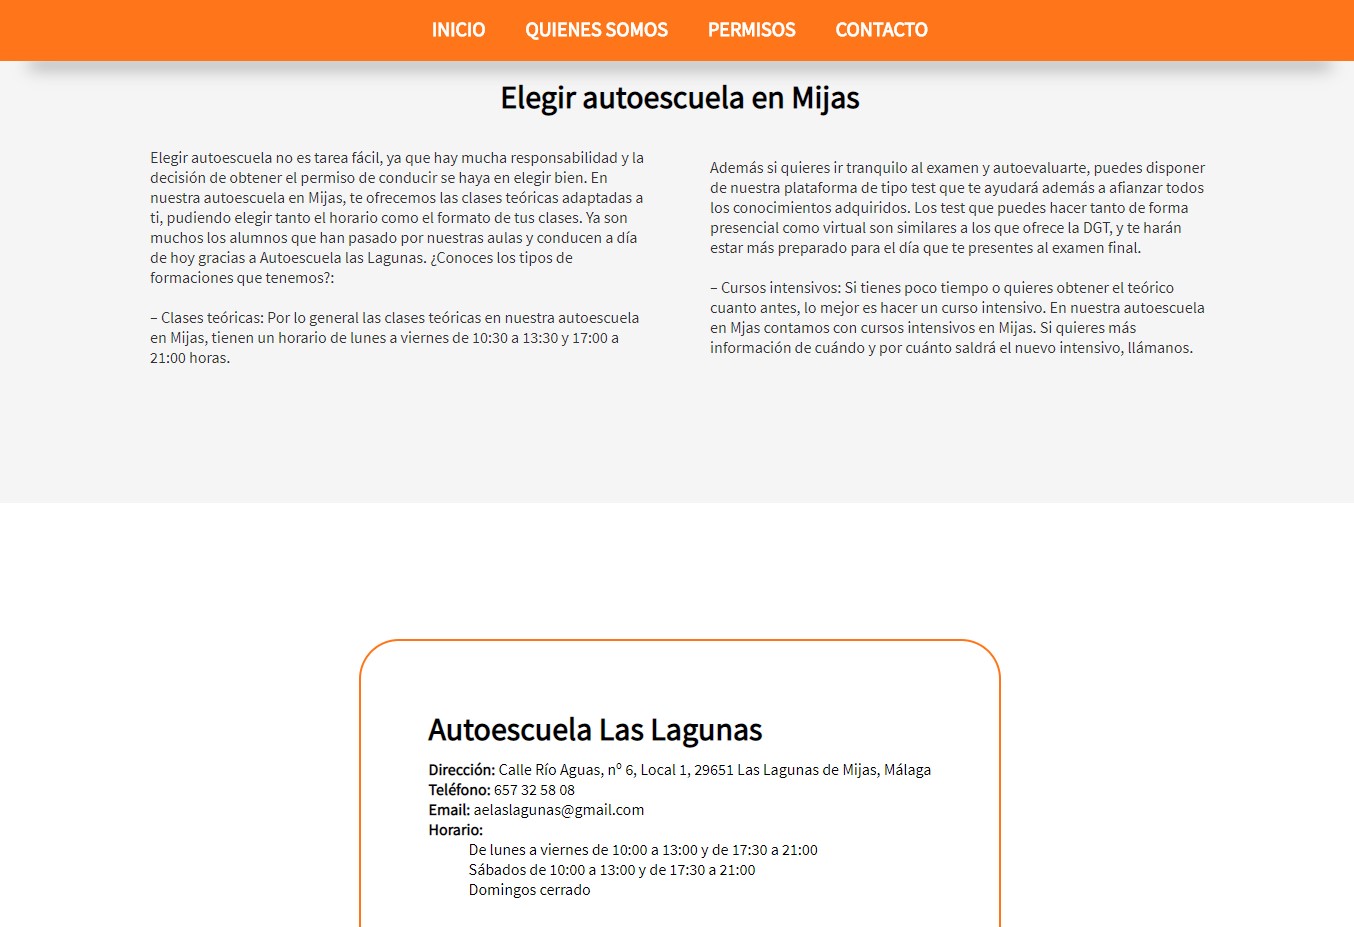 INICIO QUIENES SOMOS PERMISOS CONTACTO
Elegir autoescuela en Mijas
Elegir autoescuela no es tarea fácil, ya que hay mucha responsabilidad y la
decisión de obtener el permiso de conducir se haya en elegir bien. En
nuestra autoescuela en Mijas, te ofrecemos las clases teóricas adaptadas a
ti, pudiendo elegir tanto el horario como el formato de tus clases. Ya son
muchos los alumnos que han pasado por nuestras aulas y conducen a día
de hoy gracias a Autoescuela las Lagunas. ¿Conoces los tipos de
formaciones que tenemos?:
– Clases teóricas: Por lo general las clases teóricas en nuestra autoescuela
en Mijas, tienen un horario de lunes a viernes de 10:30 a 13:30 y 17:00 a
21:00 horas.
Además si quieres ir tranquilo al examen y autoevaluarte, puedes disponer
de nuestra plataforma de tipo test que te ayudará además a afianzar todos
los conocimientos adquiridos. Los test que puedes hacer tanto de forma
presencial como virtual son similares a los que ofrece la DGT, y te harán
estar más preparado para el día que te presentes al examen final.
– Cursos intensivos: Si tienes poco tiempo o quieres obtener el teórico
cuanto antes, lo mejor es hacer un curso intensivo. En nuestra autoescuela
en Mjas contamos con cursos intensivos en Mijas. Si quieres más
información de cuándo y por cuánto saldrá el nuevo intensivo, llámanos.
Autoescuela Las Lagunas
Dirección: Calle Río Aguas, nº 6, Local 1, 29651 Las Lagunas de Mijas, Málaga
Teléfono: 657 32 58 08
Email: aelaslagunas@gmail.com
Horario:
De lunes a viernes de 10:00 a 13:00 y de 17:30 a 21:00
Sábados de 10:00 a 13:00 y de 17:30 a 21:00
Domingos cerrado